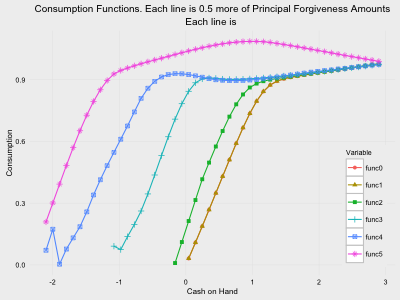 Consumption Functions. Each line is 0.5 more of Principal Forgiveness Amounts
Each line is
Consumption
0.9
0.6
0.3
0.0
-2
-1
0
1
2
3
Cash on Hand
Variable
func0
func1
func2
func3
func4
func5